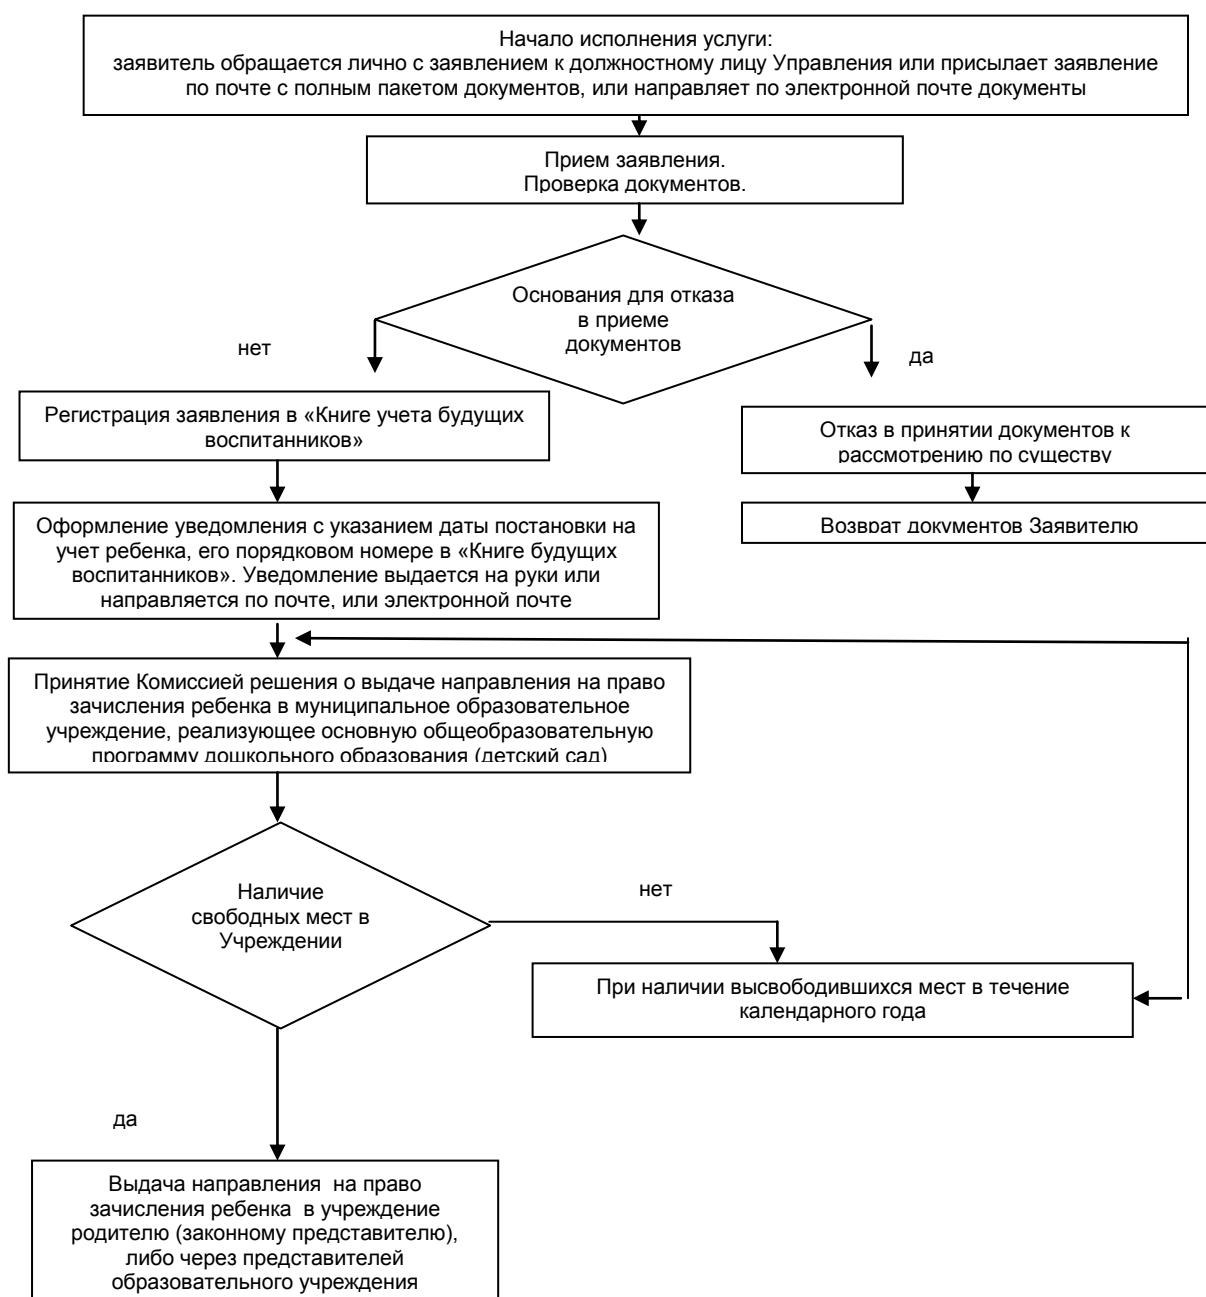 Начало исполнения услуги:
заявитель обращается лично с заявлением к должностному лицу Управления или присылает заявление
по почте с полным пакетом документов, или направляет по электронной почте документы
Прием заявления.
Проверка документов.
Основания для отказа
в приеме
документов
нет
да
Регистрация заявления в «Книге учета будущих
воспитанников»
Отказ в принятии документов к
рассмотрению по существу
Возврат документов Заявителю
Оформление уведомления с указанием даты постановки на
учет ребенка, его порядковом номере в «Книге будущих
воспитанников». Уведомление выдается на руки или
направляется по почте, или электронной почте
Принятие Комиссией решения о выдаче направления на право
зачисления ребенка в муниципальное образовательное
учреждение, реализующее основную общеобразовательную
программу дошкольного образования (детский сад)
Наличие
свободных мест в
Учреждении
нет
При наличии высвободившихся мест в течение
календарного года
да
Выдача направления на право
зачисления ребенка в учреждение
родителю (законному представителю),
либо через представителей
образовательного учреждения